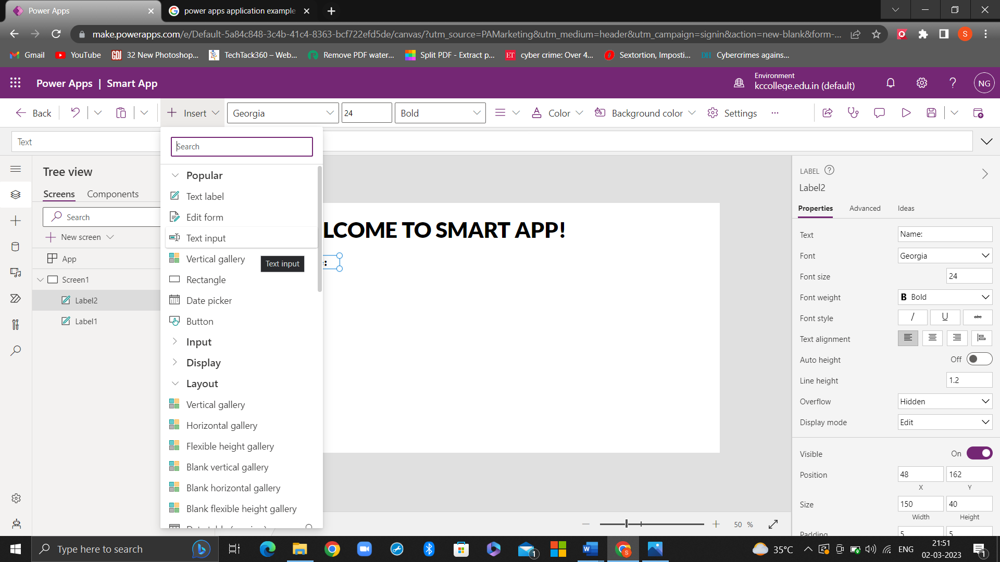 Power Apps
power apps application example
make.powerapps.com/e/Default-5a84c848-3c4b-41c4-8363-bcf722efd5de/canvas/?utm_source=PAMarketing&utm_medium=header&utm_campaign=signin&action=new-blank&form-...
S
Gmail
YouTube
GDJ 32 New Photoshop...
TechTack360 – Web...
Remove PDF water...
Split PDF - Extract p...
ET cyber crime: Over 4...
Sextortion, Imposti...
DH Cybercrimes agains...
Power Apps | Smart App
Environment
kccollege.edu.in (default)
NG
Back
Insert
Georgia
24
Bold
Color
Background color
Settings
Text
Search
Tree view
Screens
Components
Search
New screen
App
Screen1
Label2
Label1
Popular
Text label
Edit form
Text input
Vertical gallery
Text input
Rectangle
Date picker
Button
Input
Display
Layout
Vertical gallery
Horizontal gallery
Flexible height gallery
Blank vertical gallery
Blank horizontal gallery
Blank flexible height gallery
LCOME TO SMART APP!
:
50 %
LABEL
Label2
Properties
Advanced
Ideas
Text
Name:
Font
Georgia
Font size
24
Font weight
B Bold
Font style
/ U abc
Text alignment
Auto height
Off
Line height
1.2
Overflow
Hidden
Display mode
Edit
Visible
On
Position
48
162
X
Y
Size
150
40
Width
Height
Padding
5
5
Type here to search
1
35°C
ENG
21:51
02-03-2023
1